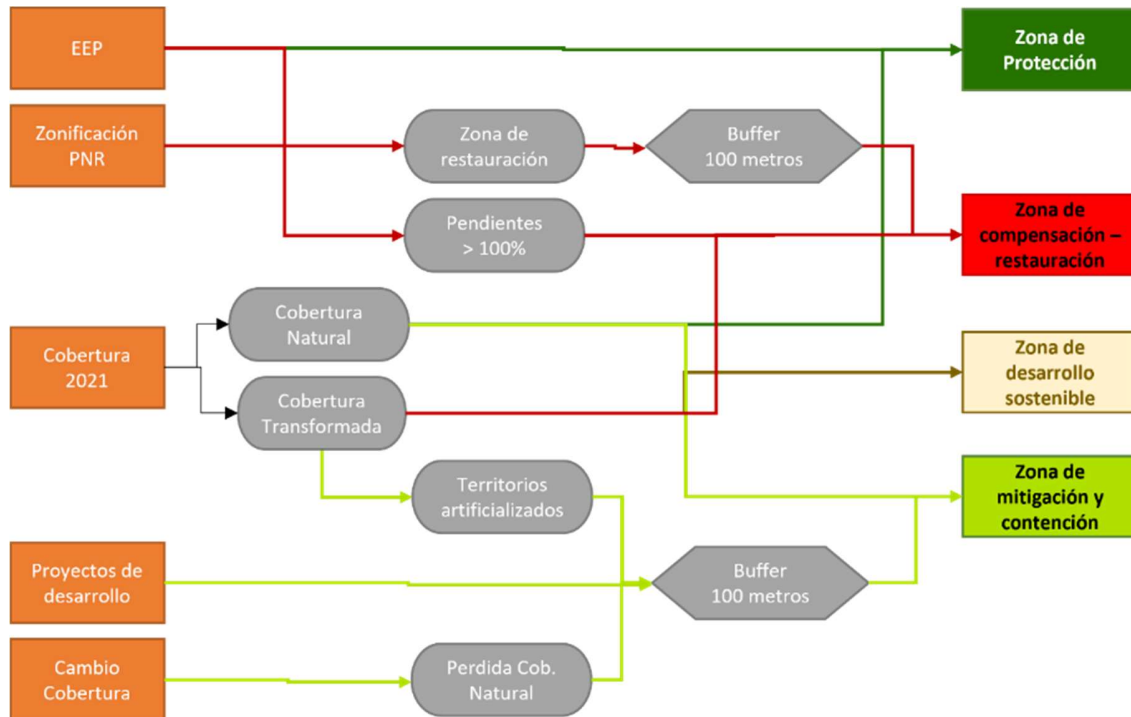 EEP
Zona de
Protección
Zonificación
PNR
Zona de
restauración
Buffer
100 metros
Pendientes
> 100%
Zona de
compensación –
restauración
Cobertura
2021
Cobertura
Natural
Zona de
desarrollo
sostenible
Cobertura
Transformada
Territorios
artificializados
Zona de
mitigación y
contención
Proyectos de
desarrollo
Buffer
100 metros
Cambio
Cobertura
Perdida Cob.
Natural